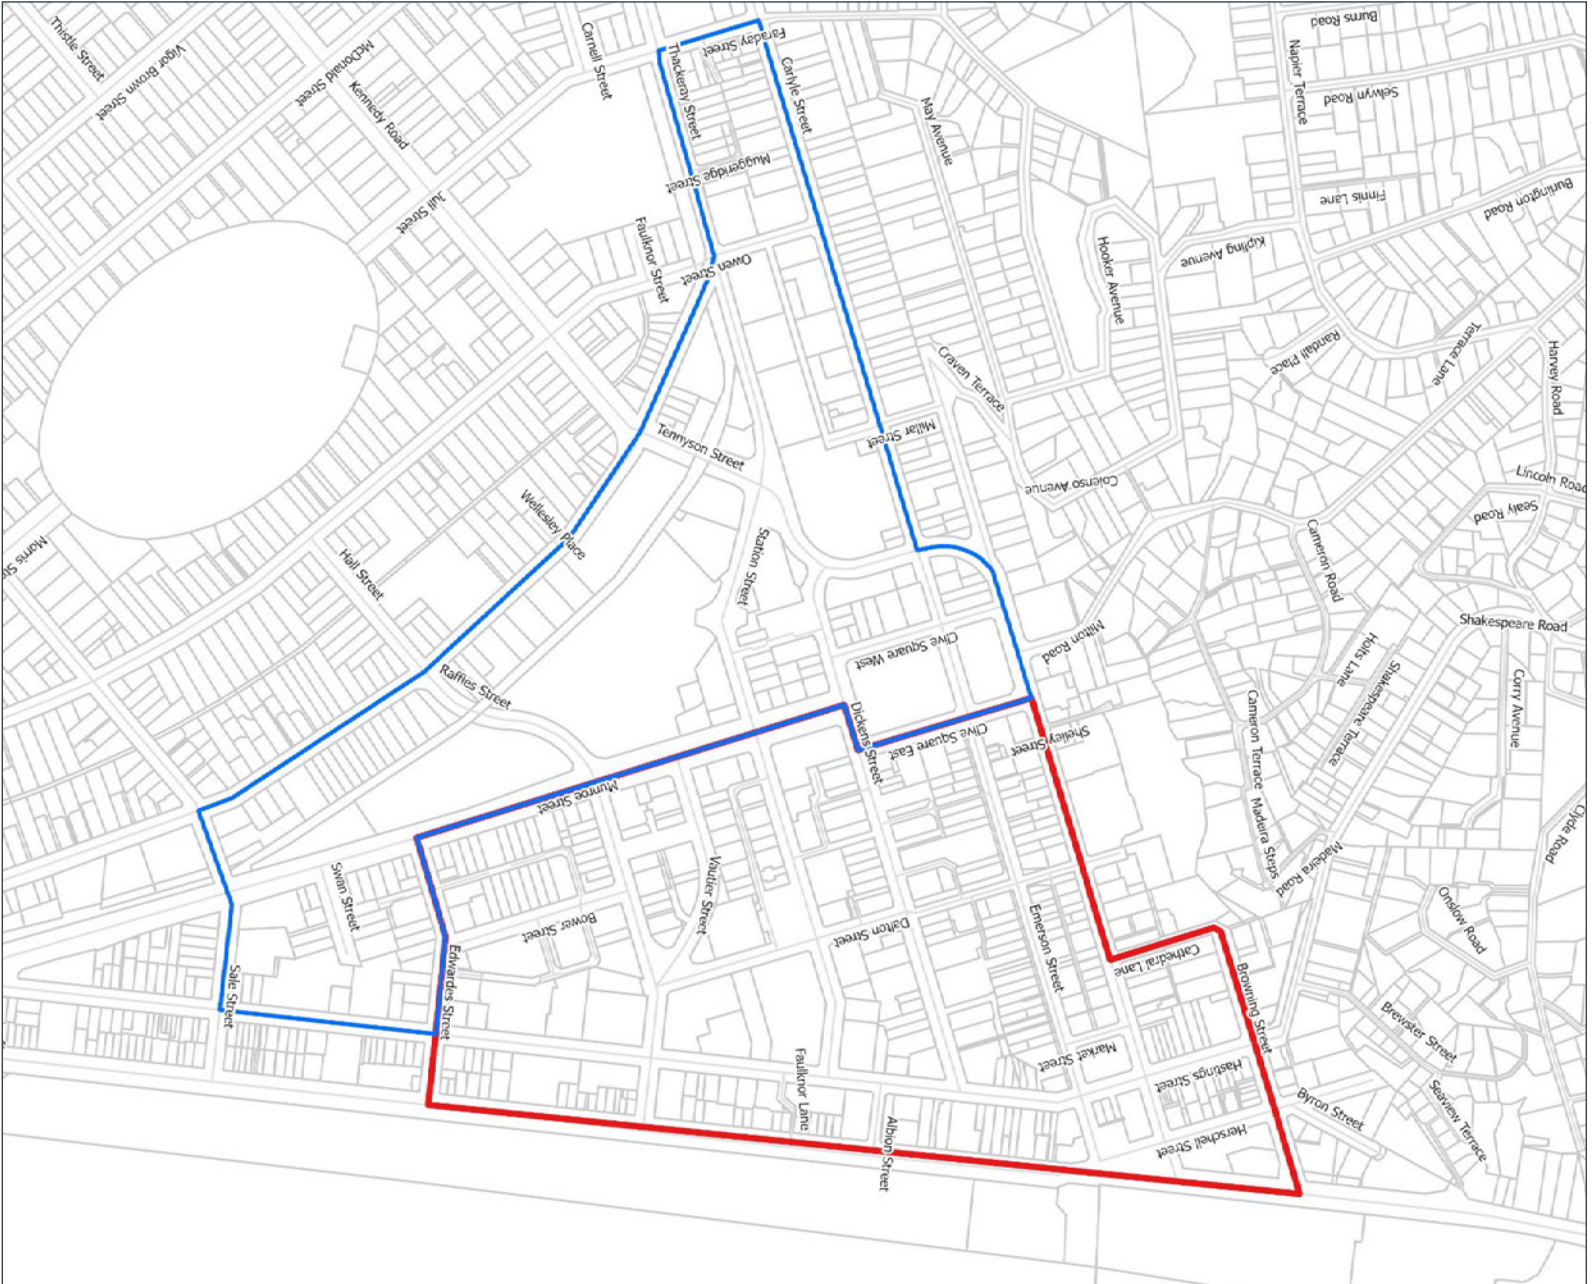 Thistle Street
Vigor Brown Street
McDonald Street
Kennedy Road
Carnell Street
Thackeray Street
Faraday Street
Carlyle Street
May Avenue
Napier Terrace
Burns Road
Selwyn Road
Finnis Lane
Burlington Road
Muggeridge Street
Jull Street
Faulknor Street
Owen Street
Hooker Avenue
Kipling Avenue
Randall Place
Terrace Lane
Harvey Road
Craven Terrace
Millar Street
Colenso Avenue
Tennyson Street
Wellesley Place
Station Street
Morris
Hall Street
Lincoln Road
Sealy Road
Cameron Road
Shakespeare Road
Holts Lane
Shakespeare Terrace
Corry Avenue
Milton Road
Clive Square West
Raffles Street
Dickens Street
Clive Square East
Shelley Street
Cameron Terrace
Madeira Steps
Madeira Road
Clyde Road
Munroe Street
Vautier Street
Swan Street
Bower Street
Dalton Street
Emerson Street
Cathedral Lane
Onslow Road
Edwardes Street
Sale Street
Browning Street
Brewster Street
Market Street
Hastings Street
Faulknor Lane
Byron Street
Seaview Terrace
Albion Street
Herschell Street